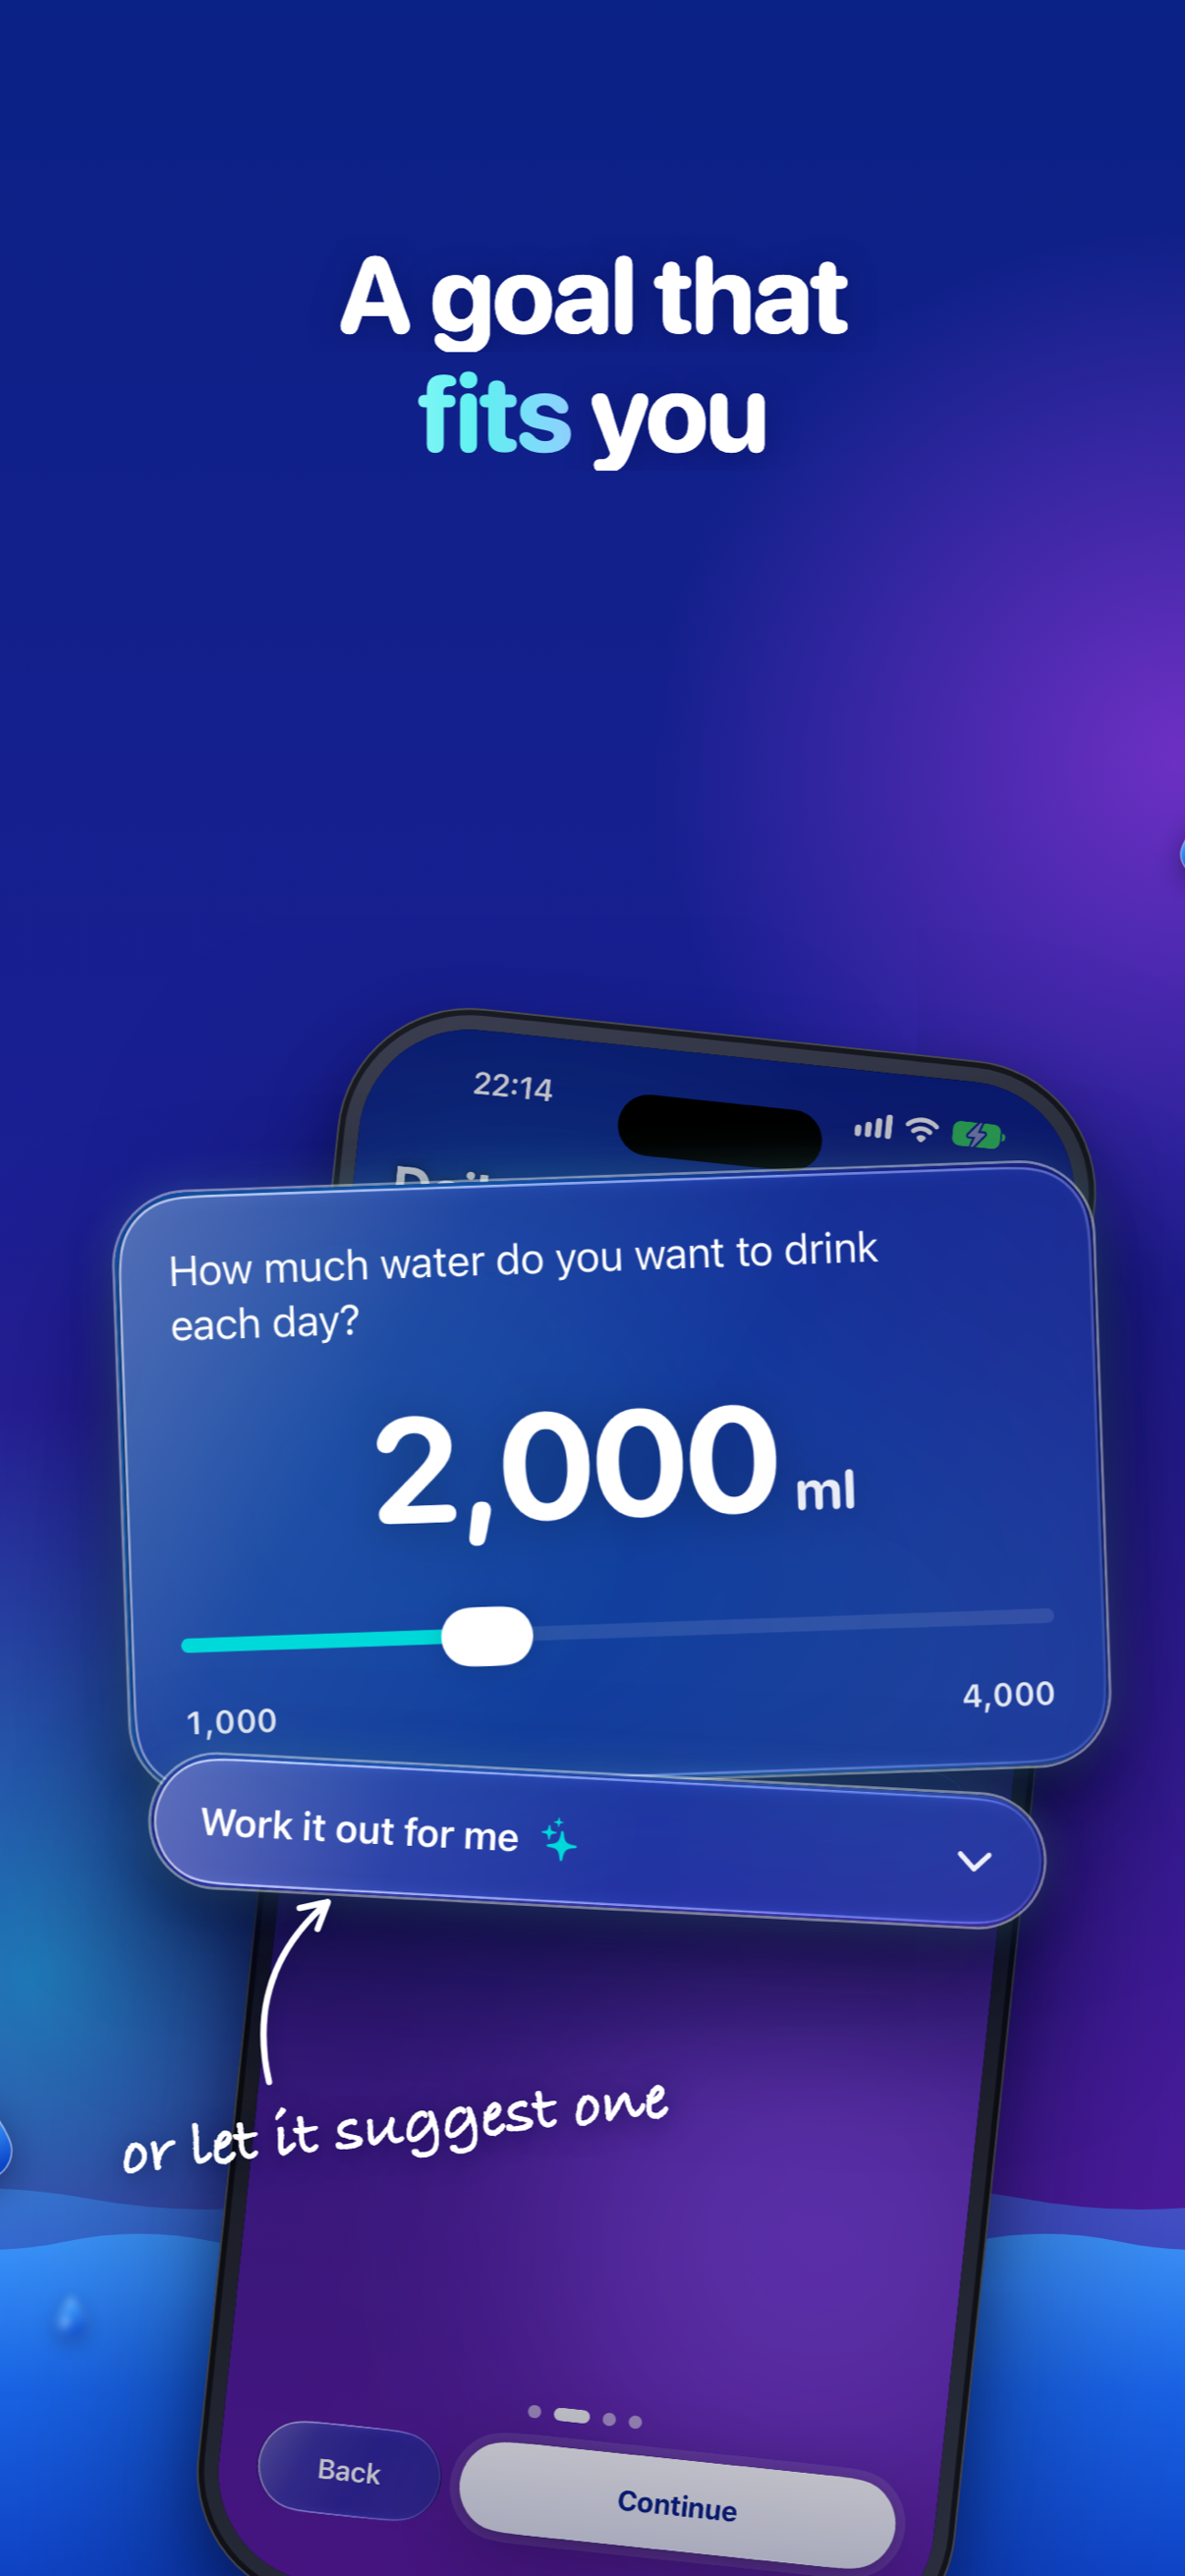 A goal that
fits you
22:14
How much water do you want to drink
each day?
2,000 ml
1,000
4,000
Work it out for me
or let it suggest one
Back
Continue